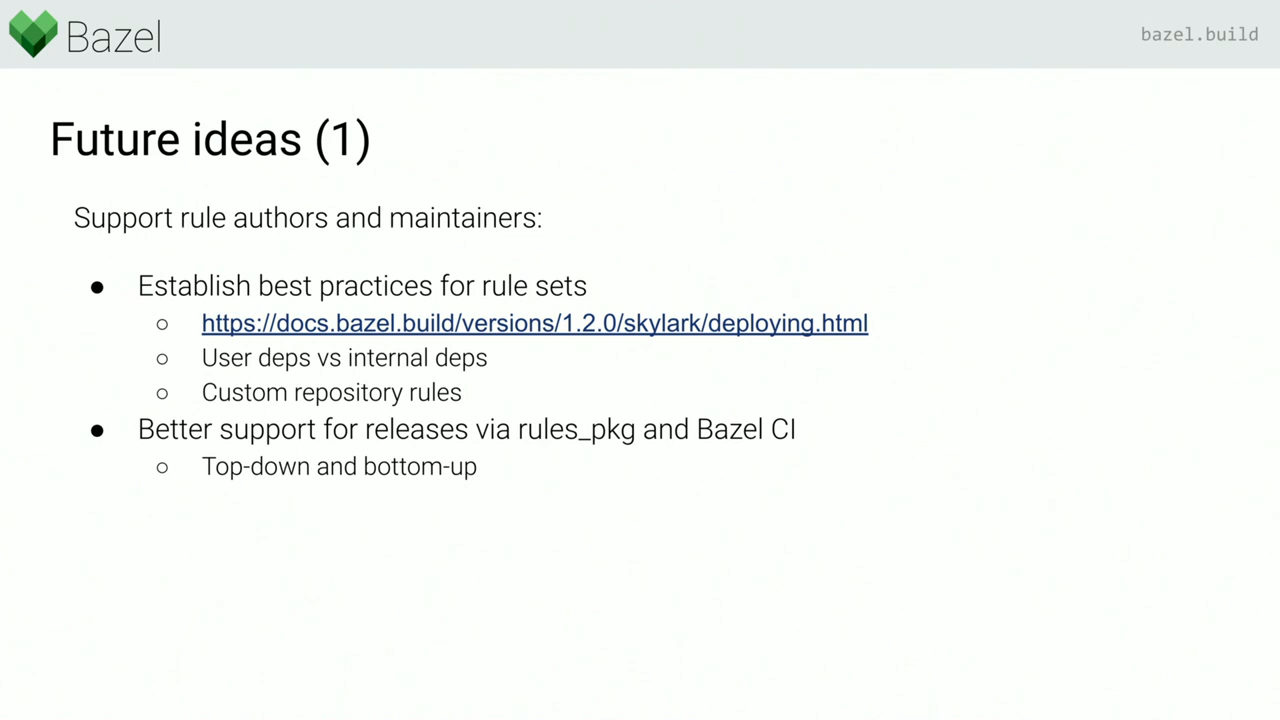 Bazel
bazel.build
Future ideas (1)
Support rule authors and maintainers:
● Establish best practices for rule sets
○ https://docs.bazel.build/versions/1.2.0/skylark/deploying.html
○ User deps vs internal deps
○ Custom repository rules
● Better support for releases via rules_pkg and Bazel CI
○ Top-down and bottom-up